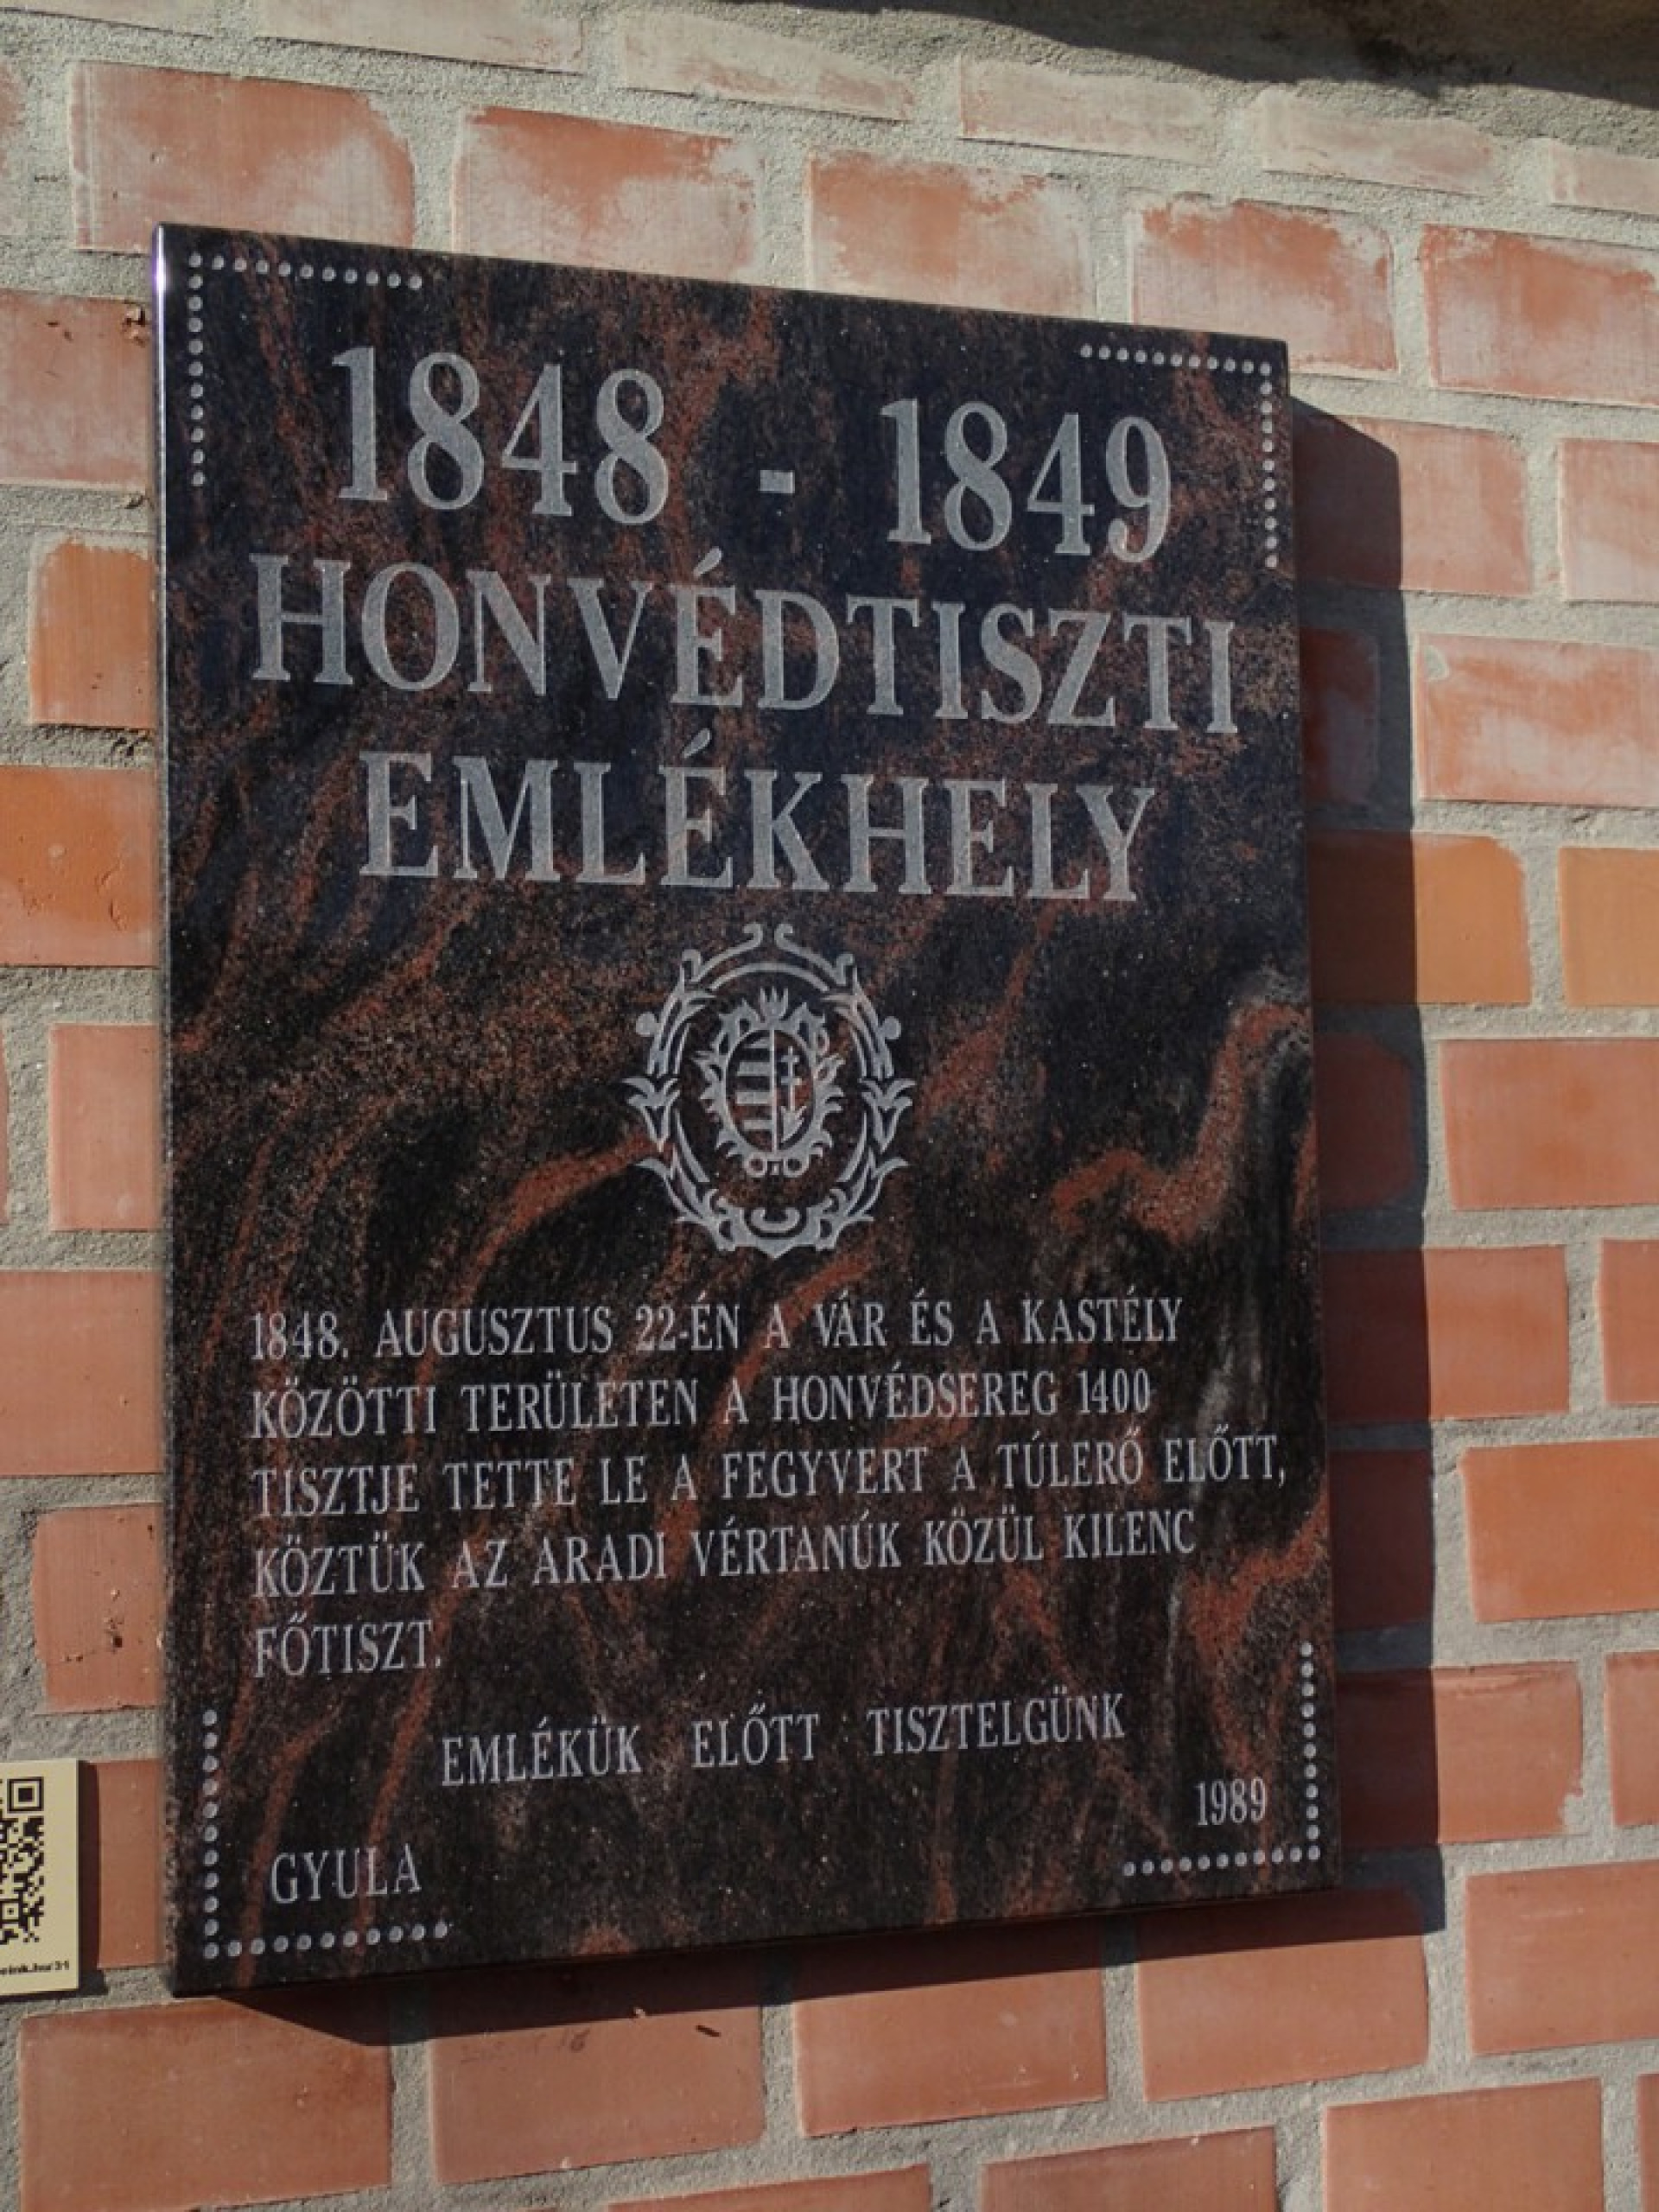 1848 - 1849
HONVÉDTISZTI
EMLÉKHELY
1848. AUGUSZTUS 22-ÉN A VÁR ÉS A KASTÉLY
KÖZÖTTI TERÜLETEN A HONVÉDSEREG 1400
TISZTJE TETTE LE A FEGYVERT A TÚLERŐ ELŐTT,
KÖZTÜK AZ ARADI VÉRTANÚK KÖZÜL KILENC
FŐTISZT.
EMLÉKÜK ELŐTT TISZTELGÜNK
1989
GYULA